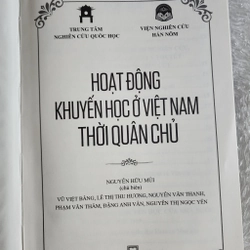 TRUNG TÂM
NGHIÊN CỨU QUỐC HỌC
VIỆN NGHIÊN CỨU
HÁN NÔM
HOẠT ĐỘNG
KHUYẾN HỌC Ở VIỆT NAM
THỜI QUÂN CHỦ
NGUYỄN HỮU MÙI
(chủ biên)
VŨ VIỆT BẰNG, LÊ THỊ THU HƯƠNG, NGUYỄN VĂN THANH,
PHẠM VĂN THẮM, ĐẶNG ANH VÂN, NGUYỄN THỊ NGỌC YẾN